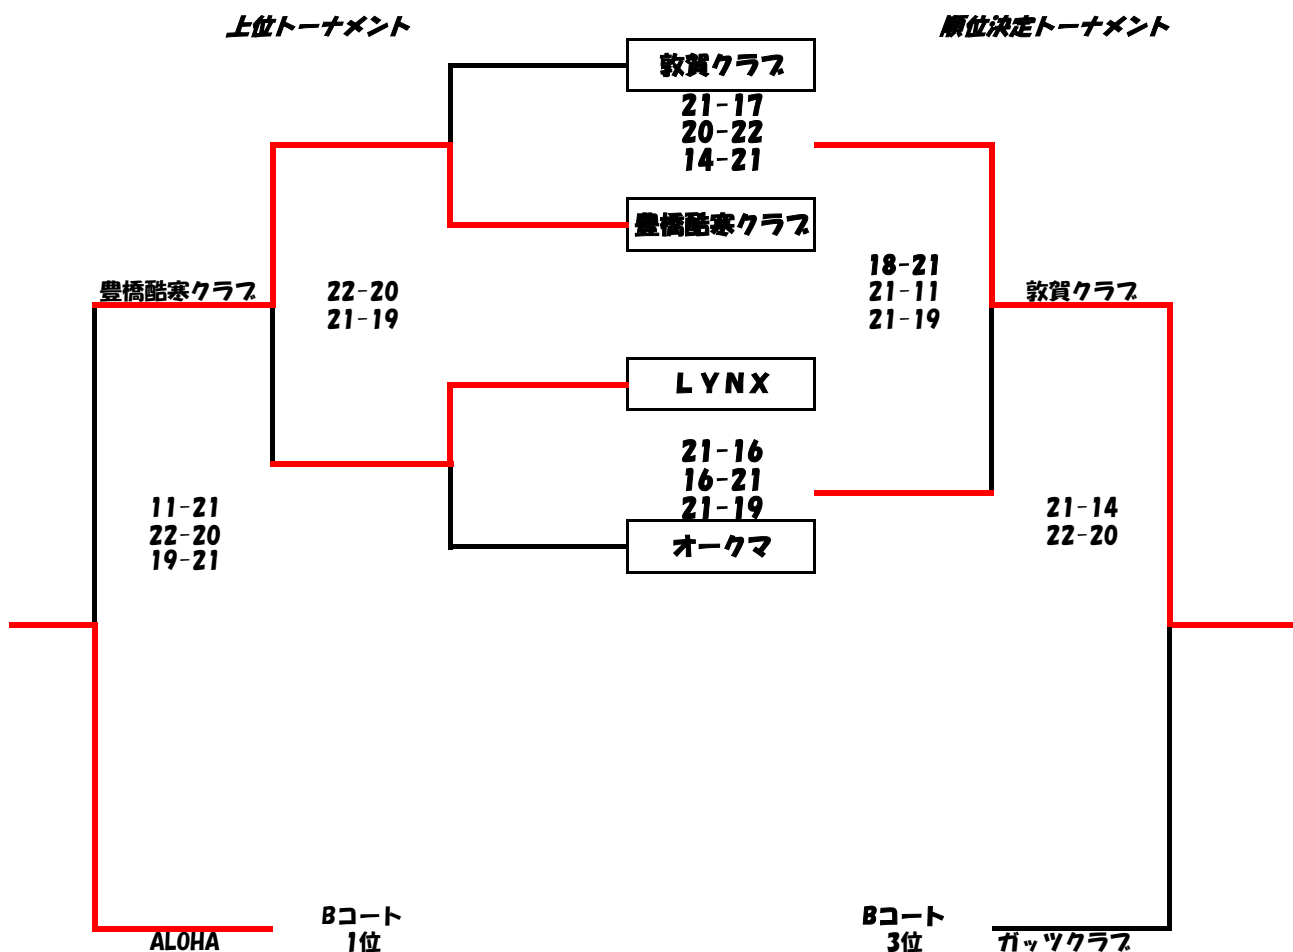 上位トーナメント
順位決定トーナメント
敦賀クラブ
21-17
20-22
14-21
豊橋酷寒クラブ
豊橋酷寒クラブ
22-20
21-19
18-21
21-11
21-19
敦賀クラブ
LYNX
21-16
16-21
21-19
オークマ
11-21
22-20
19-21
21-14
22-20
ALOHA
Bコート
1位
Bコート
3位
ガッツクラブ